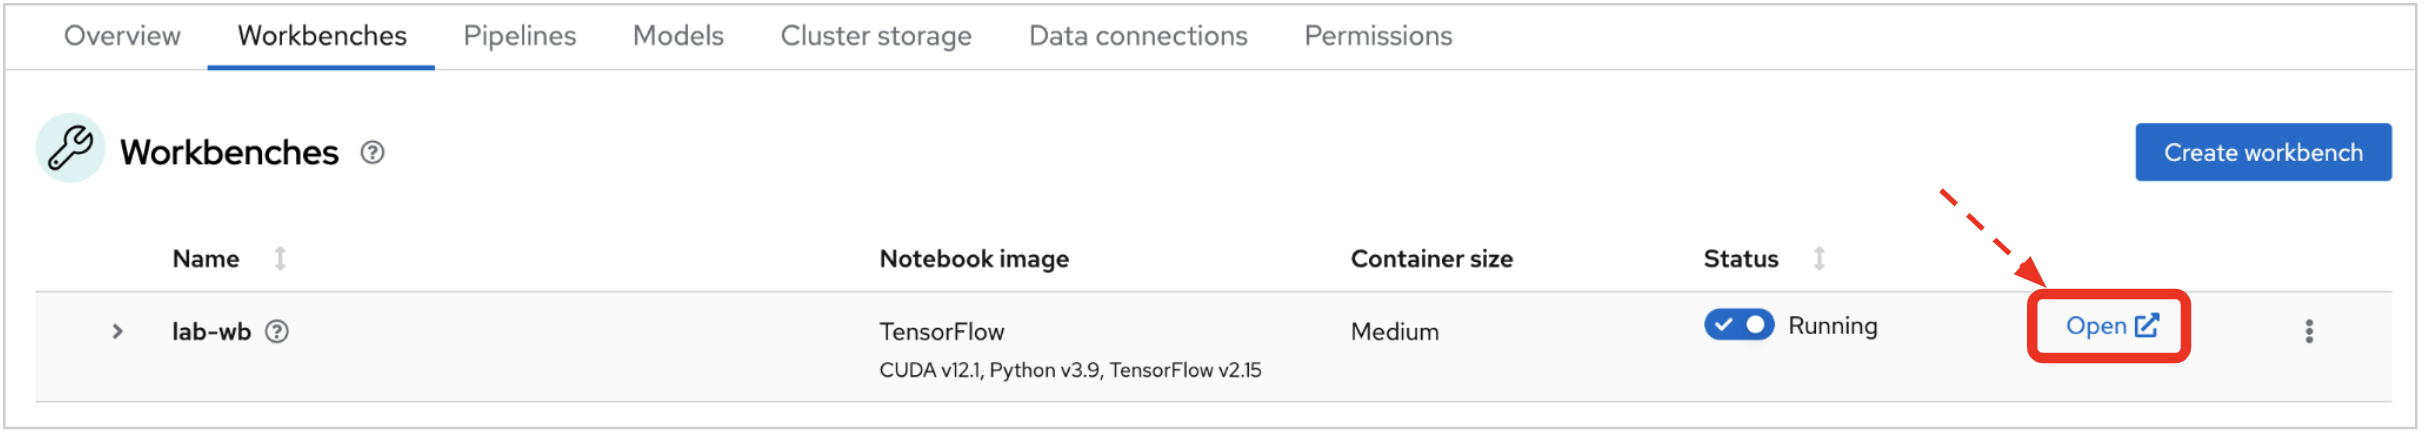 Overview Workbenches Pipelines Models Cluster storage Data connections Permissions
Workbenches
Create workbench
Name Notebook image Container size Status
lab-wb TensorFlow Medium Running Open
CUDA v12.1, Python v3.9, TensorFlow v2.15